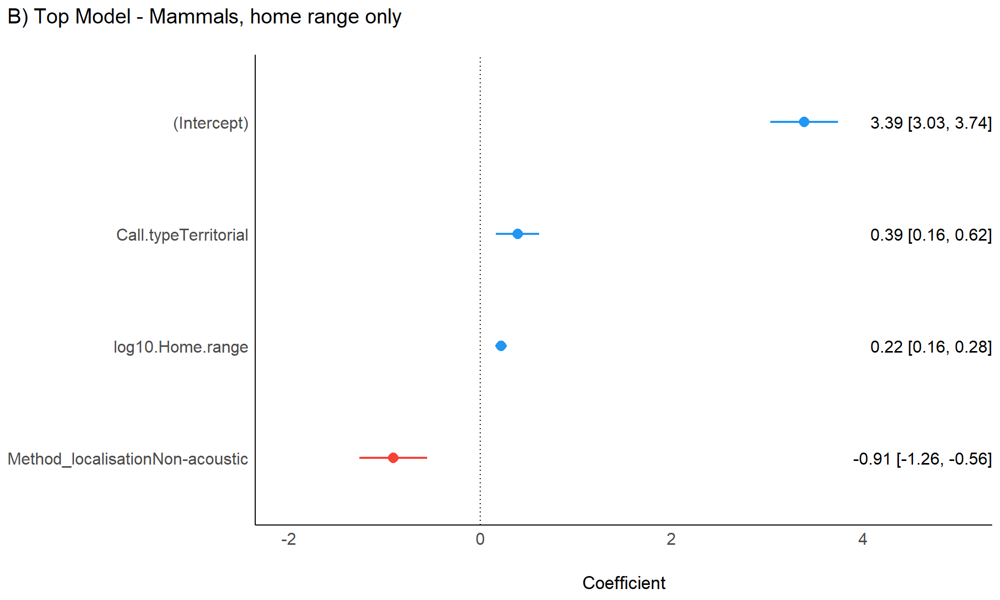 B) Top Model - Mammals, home range only
(Intercept)
3.39 [3.03, 3.74]
Call.typeTerritorial
0.39 [0.16, 0.62]
log10.Home.range
0.22 [0.16, 0.28]
Method_localisationNon-acoustic
-0.91 [-1.26, -0.56]
-2 0 2 4
Coefficient